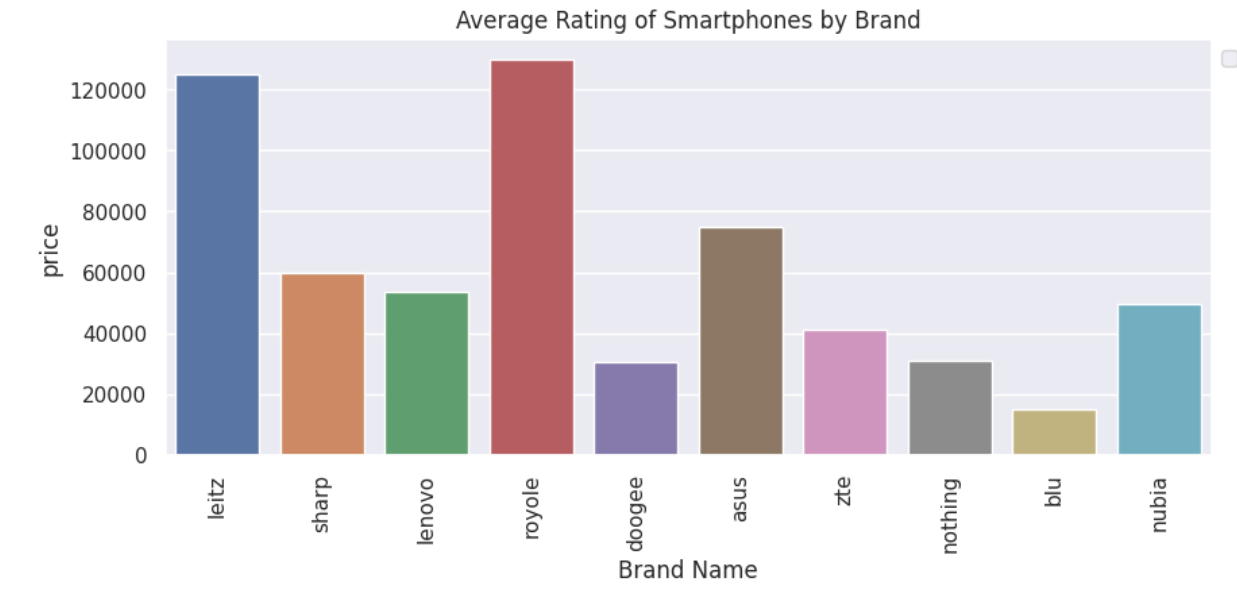 Average Rating of Smartphones by Brand
price
120000
100000
80000
60000
40000
20000
0
leitz
sharp
lenovo
royole
doogee
asus
zte
nothing
blu
nubia
Brand Name